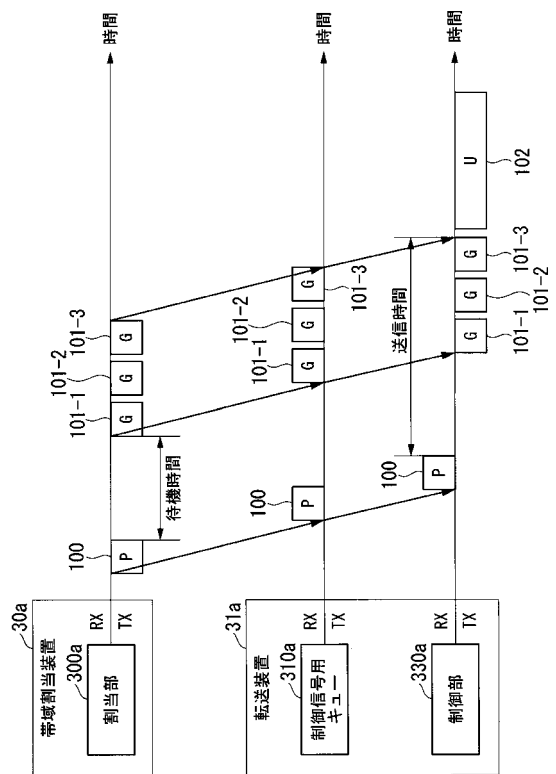 30a
帯域割当装置
300a
割当部
RX
TX
100
P
待機時間
101-1
G
101-2
G
101-3
G
時間
31a
転送装置
310a
制御信号用
キュー
RX
TX
100
P
101-1
G
101-2
G
G
101-3
時間
330a
制御部
RX
TX
100
P
送信時間
G
101-1
G
101-2
G
101-3
U
102
時間